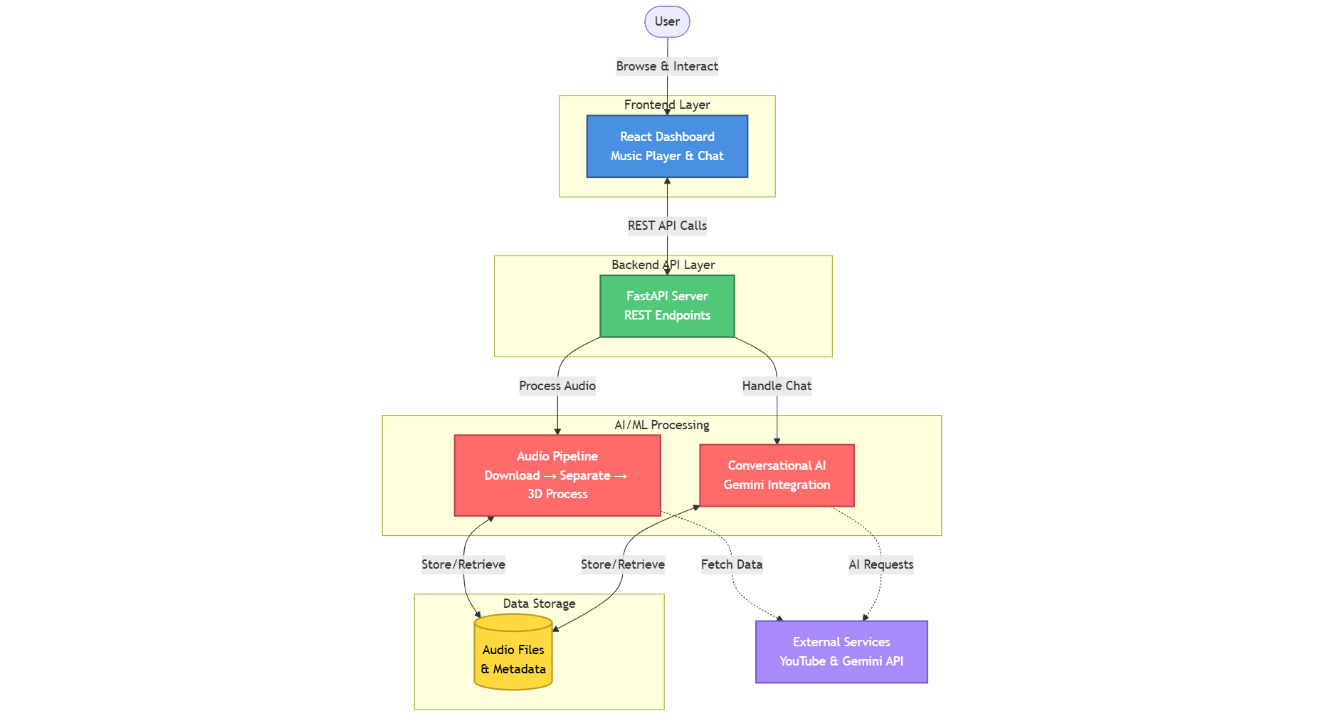 User
Browse & Interact
Frontend Layer
React Dashboard
Music Player & Chat
REST API Calls
Backend API Layer
FastAPI Server
REST Endpoints
Process Audio
Handle Chat
AI/ML Processing
Audio Pipeline
Download → Separate →
3D Process
Conversational AI
Gemini Integration
Store/Retrieve
Store/Retrieve
Fetch Data
AI Requests
Data Storage
Audio Files
& Metadata
External Services
YouTube & Gemini API